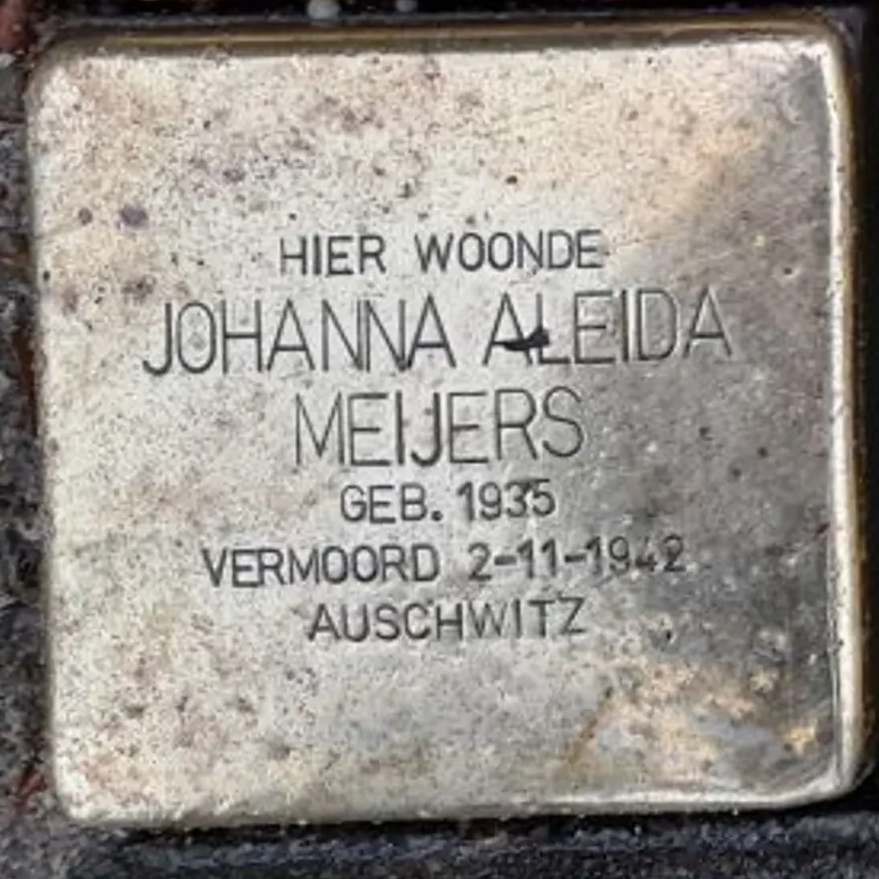 HIER WOONDE
JOHANNA ALEIDA
MEIJERS
GEB. 1935
VERMOORD 2-11-1942
AUSCHWITZ